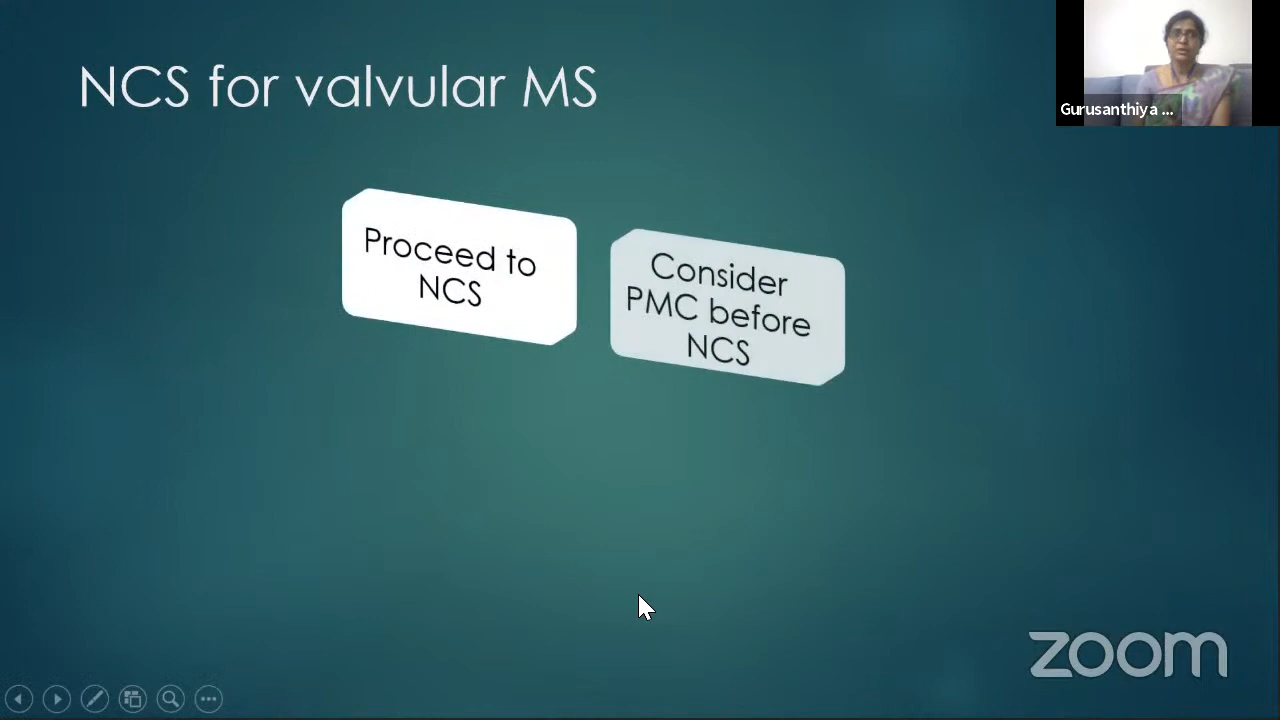 NCS for valvular MS
Gurusanthiya ...
Proceed to
NCS
Consider
PMC before
NCS
zoom